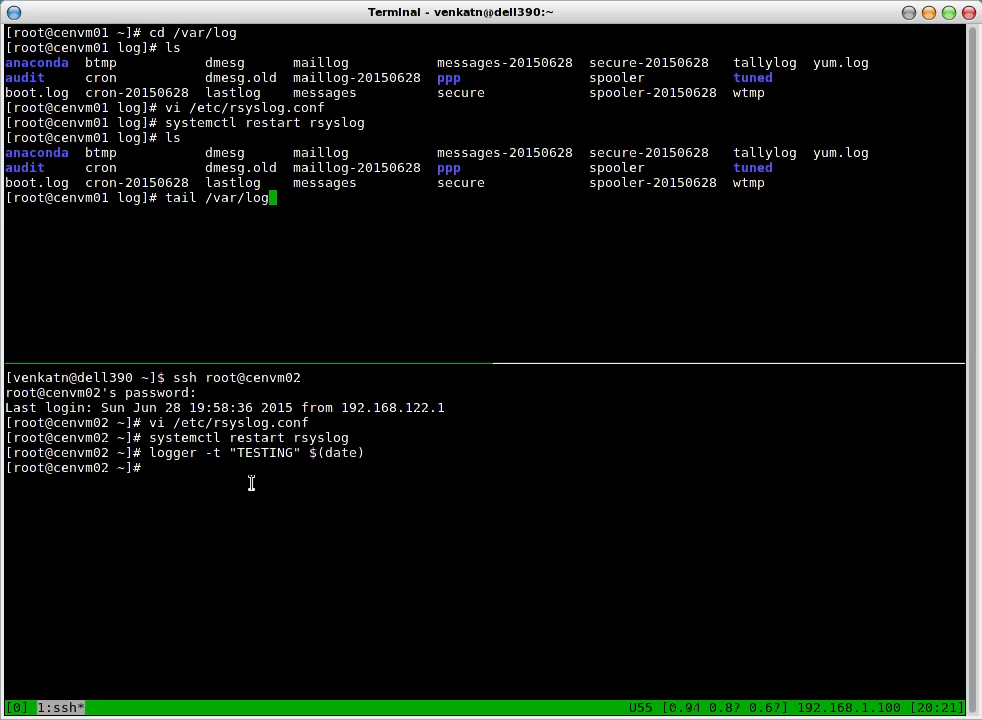 Terminal - venkatn@dell390:~
[root@cenvm01 ~]# cd /var/log
[root@cenvm01 log]# ls
anaconda  btmp           dmesg      maillog           messages-20150628  secure-20150628   tallylog  yum.log
audit     cron           dmesg.old  maillog-20150628  ppp                spooler           tuned
boot.log  cron-20150628  lastlog    messages          secure             spooler-20150628  wtmp
[root@cenvm01 log]# vi /etc/rsyslog.conf
[root@cenvm01 log]# systemctl restart rsyslog
[root@cenvm01 log]# ls
anaconda  btmp           dmesg      maillog           messages-20150628  secure-20150628   tallylog  yum.log
audit     cron           dmesg.old  maillog-20150628  ppp                spooler           tuned
boot.log  cron-20150628  lastlog    messages          secure             spooler-20150628  wtmp
[root@cenvm01 log]# tail /var/log
[venkatn@dell390 ~]$ ssh root@cenvm02
root@cenvm02's password:
Last login: Sun Jun 28 19:58:36 2015 from 192.168.122.1
[root@cenvm02 ~]# vi /etc/rsyslog.conf
[root@cenvm02 ~]# systemctl restart rsyslog
[root@cenvm02 ~]# logger -t "TESTING" $(date)
[root@cenvm02 ~]#
[0] 1:ssh* U55 [0.94 0.8? 0.6?] 192.168.1.100 [20:21]